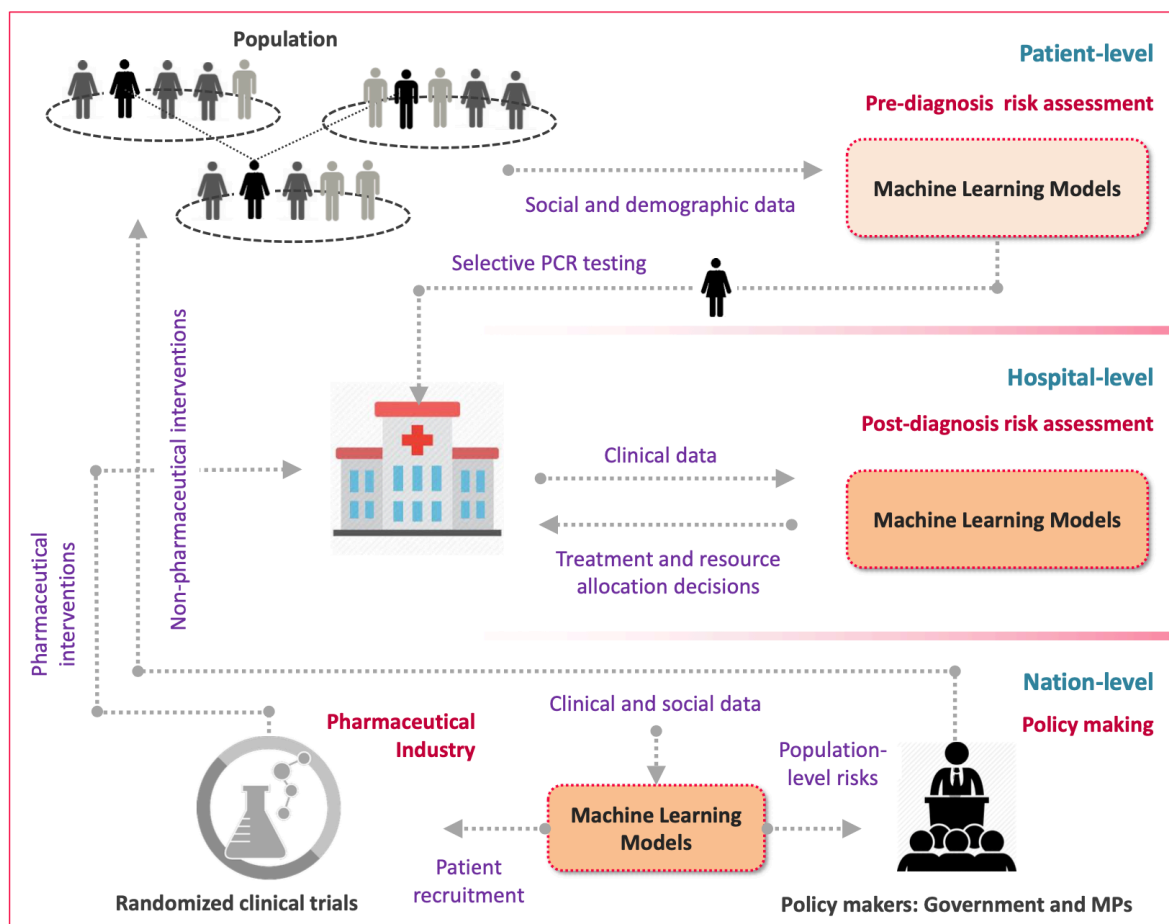 Population
Patient-level
Pre-diagnosis risk assessment
Machine Learning Models
Social and demographic data
Selective PCR testing
Hospital-level
Post-diagnosis risk assessment
Clinical data
Machine Learning Models
Treatment and resource
allocation decisions
Non-pharmaceutical interventions
Pharmaceutical
interventions
Nation-level
Policy making
Clinical and social data
Pharmaceutical
Industry
Population-
level risks
Machine Learning
Models
Patient
recruitment
Randomized clinical trials
Policy makers: Government and MPs